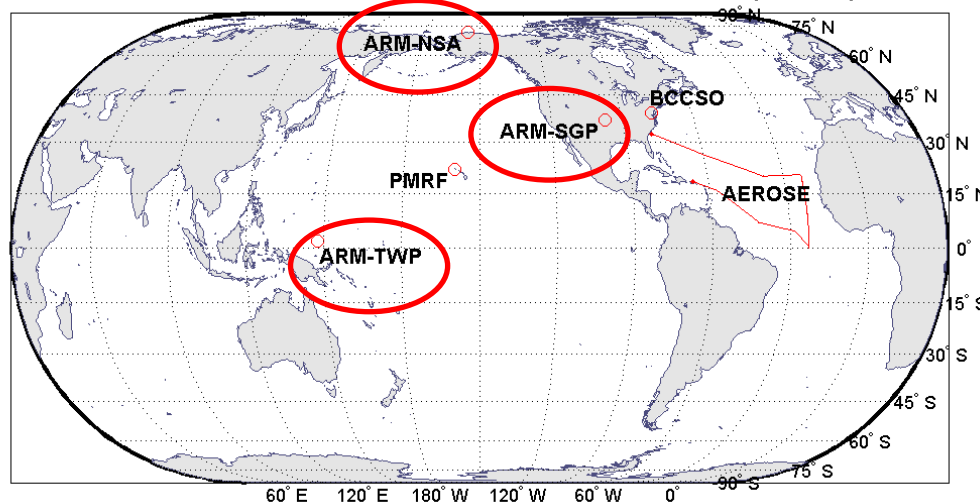 90° N
75° N
ARM-NSA
60° N
45° N
BCCSO
ARM-SGP
30° N
PMRF
AEROSE
15° N
ARM-TWP
0°
15° S
30° S
45° S
60° S
75° S
90° S
60° E 120° E 180° W 120° W 60° W 0°